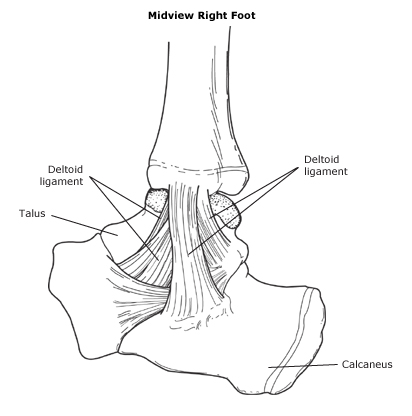 Midview Right Foot
Deltoid
ligament
Deltoid
ligament
Talus
Calcaneus